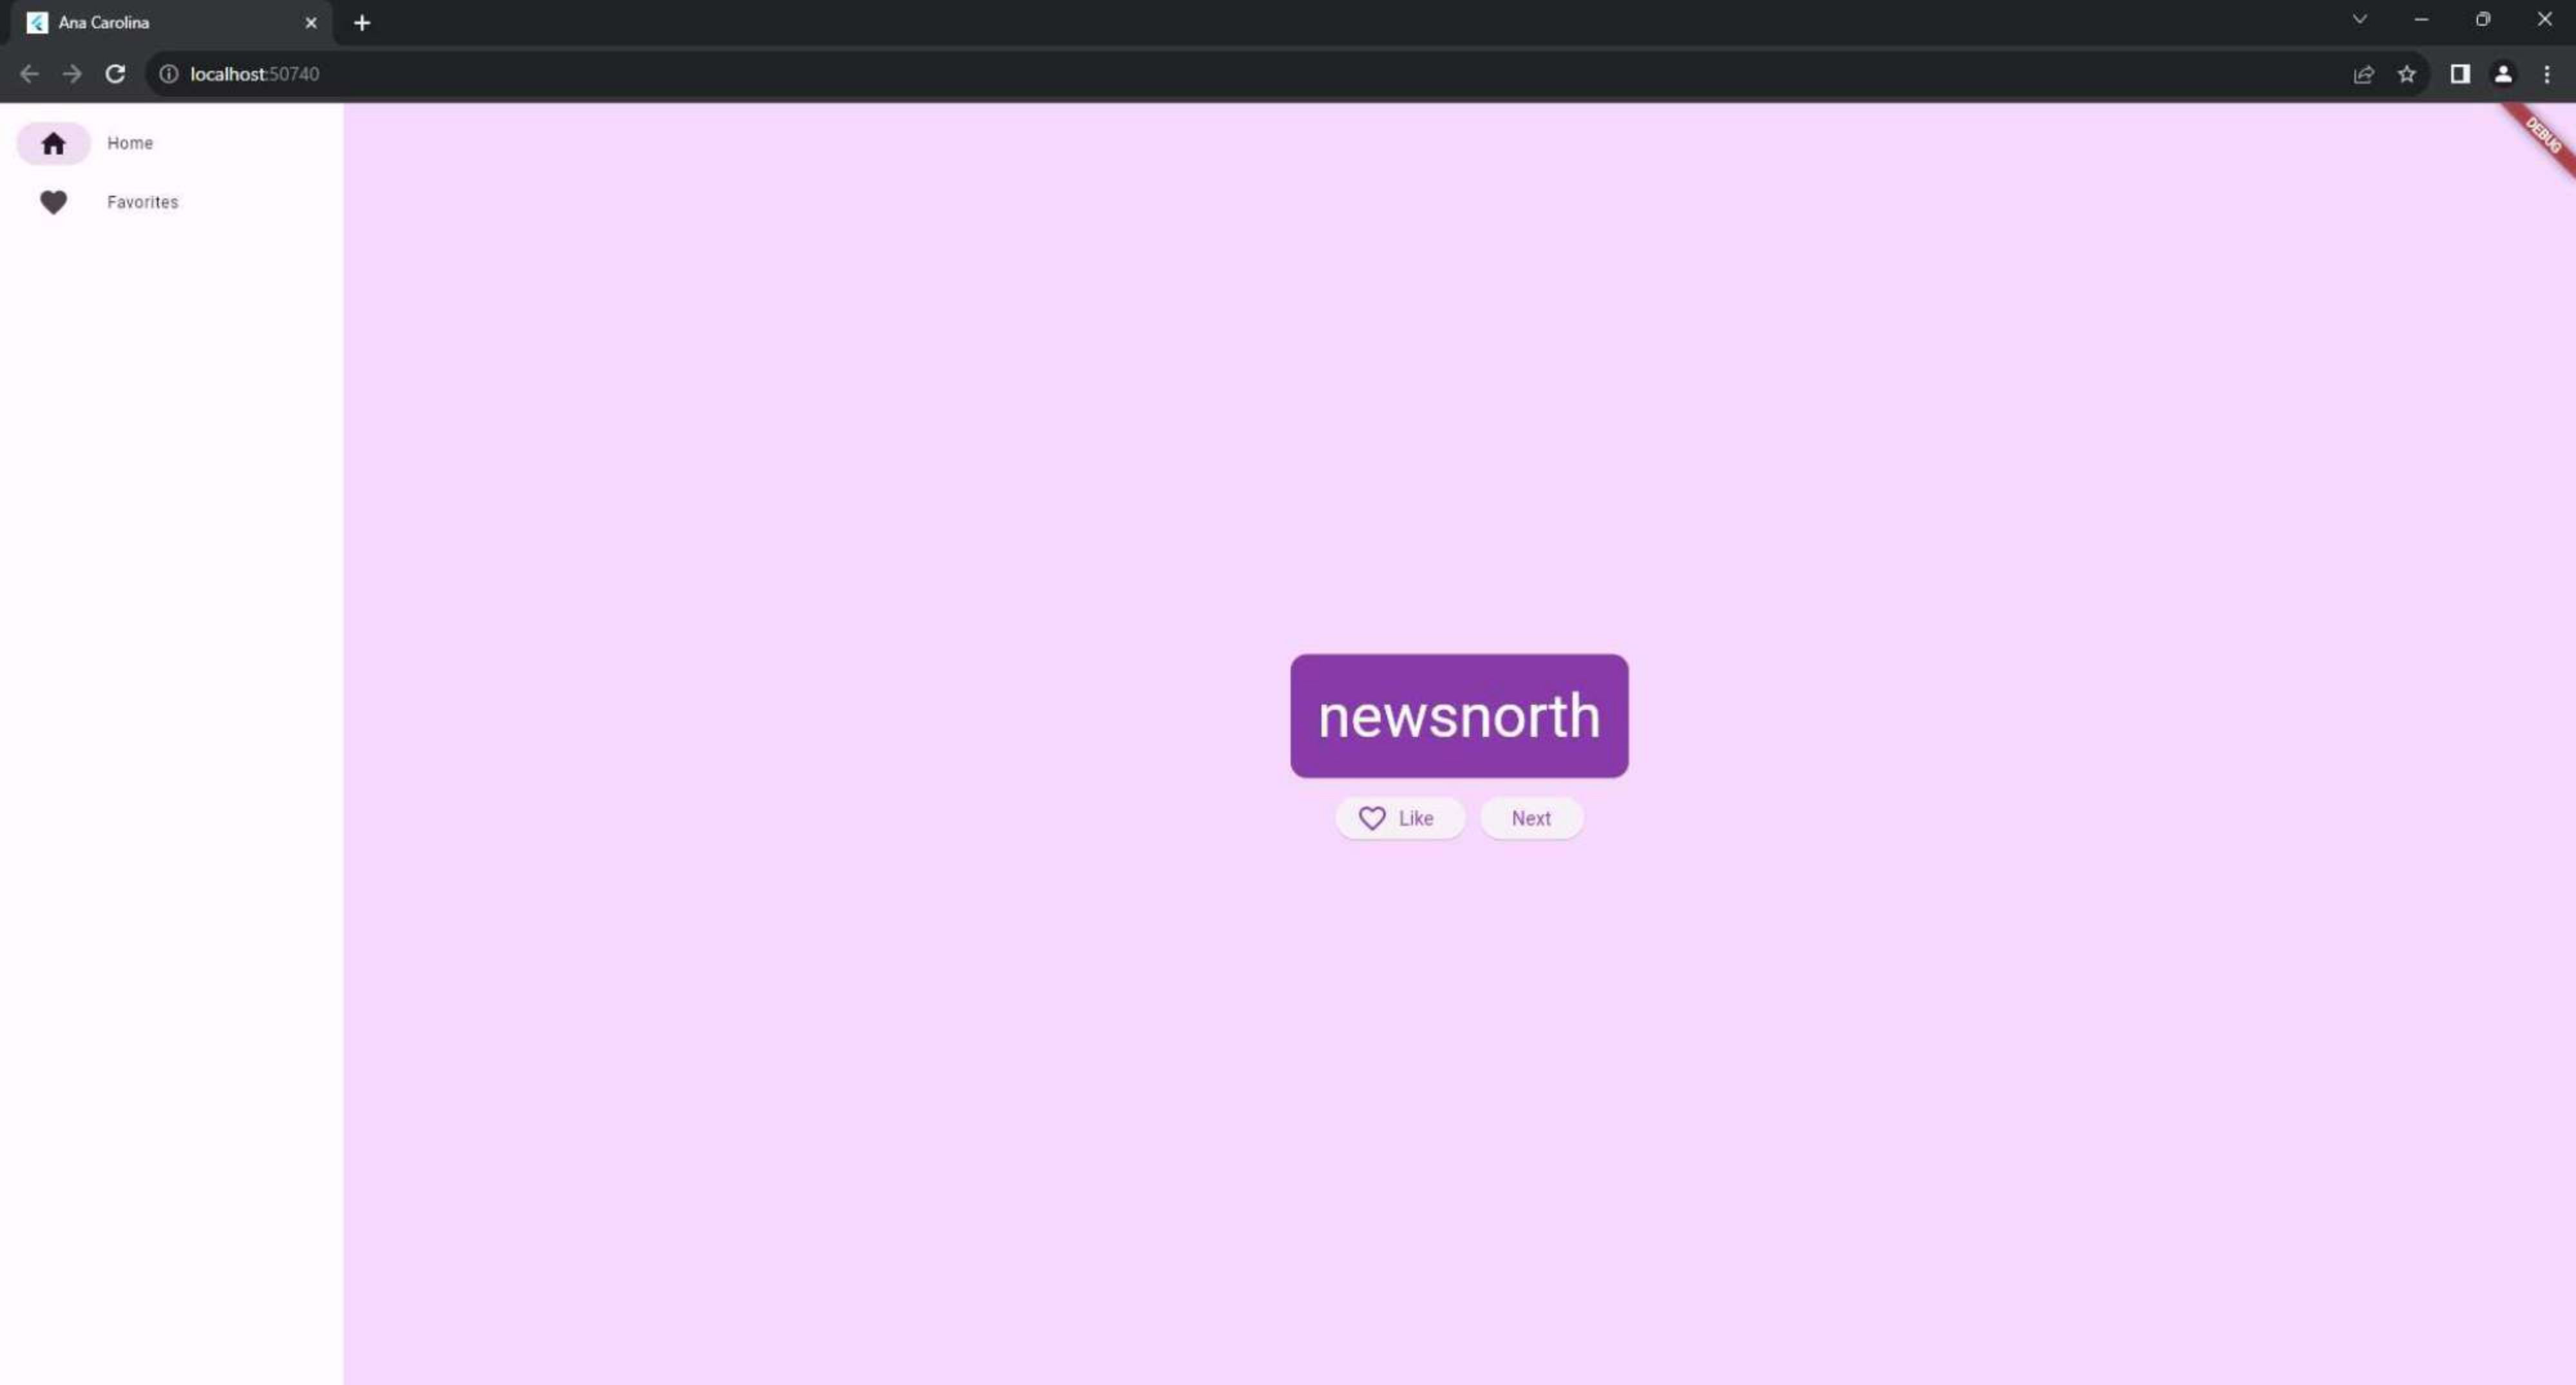 Ana Carolina
localhost:50740
DEBUG
Home
Favorites
newsnorth
Like
Next